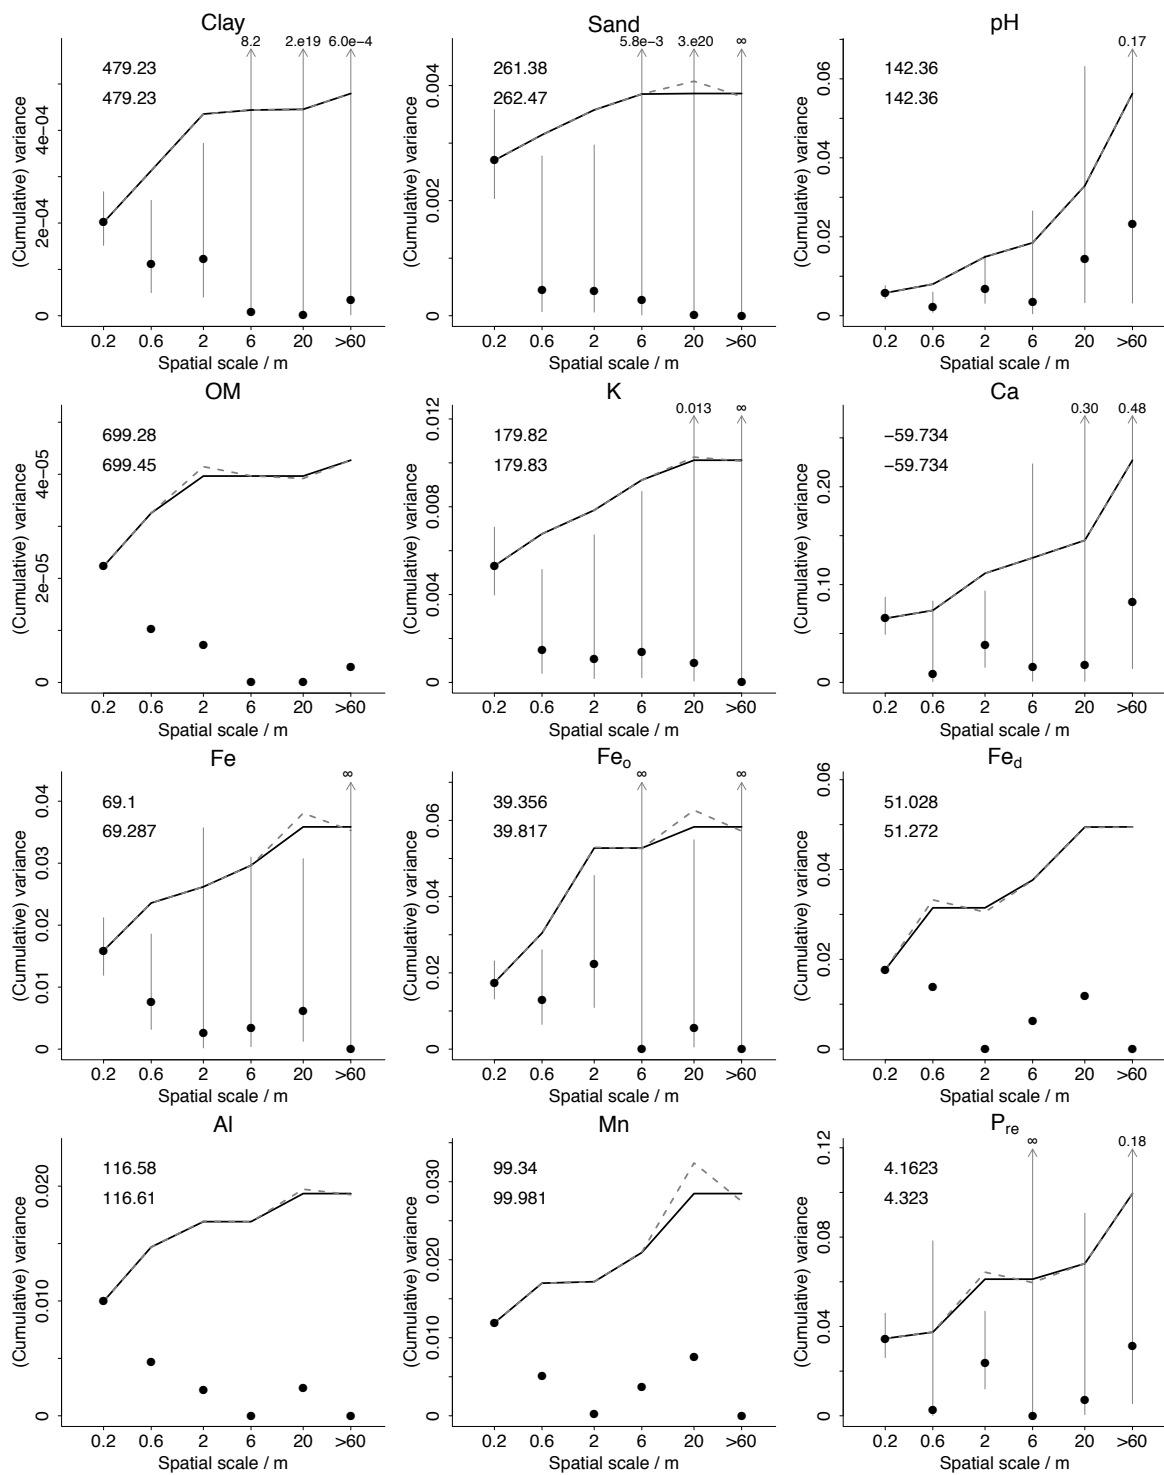 Clay
8.2 2.e19 6.0e−4
479.23
479.23
(Cumulative) variance
0 2e−04 4e−04
0.2 0.6 2 6 20 >60
Spatial scale / m
Sand
5.8e−3 3.e20 ∞
261.38
262.47
(Cumulative) variance
0 0.002 0.004
0.2 0.6 2 6 20 >60
Spatial scale / m
pH
0.17
142.36
142.36
(Cumulative) variance
0 0.02 0.04 0.06
0.2 0.6 2 6 20 >60
Spatial scale / m
OM
699.28
699.45
(Cumulative) variance
0 2e−05 4e−05
0.2 0.6 2 6 20 >60
Spatial scale / m
K
0.013 ∞
179.82
179.83
(Cumulative) variance
0 0.004 0.008 0.012
0.2 0.6 2 6 20 >60
Spatial scale / m
Ca
0.30 0.48
−59.734
−59.734
(Cumulative) variance
0 0.10 0.20
0.2 0.6 2 6 20 >60
Spatial scale / m
Fe
∞
69.1
69.287
(Cumulative) variance
0 0.01 0.02 0.03 0.04
0.2 0.6 2 6 20 >60
Spatial scale / m
Feo
∞ ∞
39.356
39.817
(Cumulative) variance
0 0.02 0.04 0.06
0.2 0.6 2 6 20 >60
Spatial scale / m
Fed
51.028
51.272
(Cumulative) variance
0 0.02 0.04 0.06
0.2 0.6 2 6 20 >60
Spatial scale / m
Al
116.58
116.61
(Cumulative) variance
0 0.010 0.020
0.2 0.6 2 6 20 >60
Spatial scale / m
Mn
99.34
99.981
(Cumulative) variance
0 0.010 0.020 0.030
0.2 0.6 2 6 20 >60
Spatial scale / m
Pre
∞ 0.18
4.1623
4.323
(Cumulative) variance
0 0.04 0.08 0.12
0.2 0.6 2 6 20 >60
Spatial scale / m